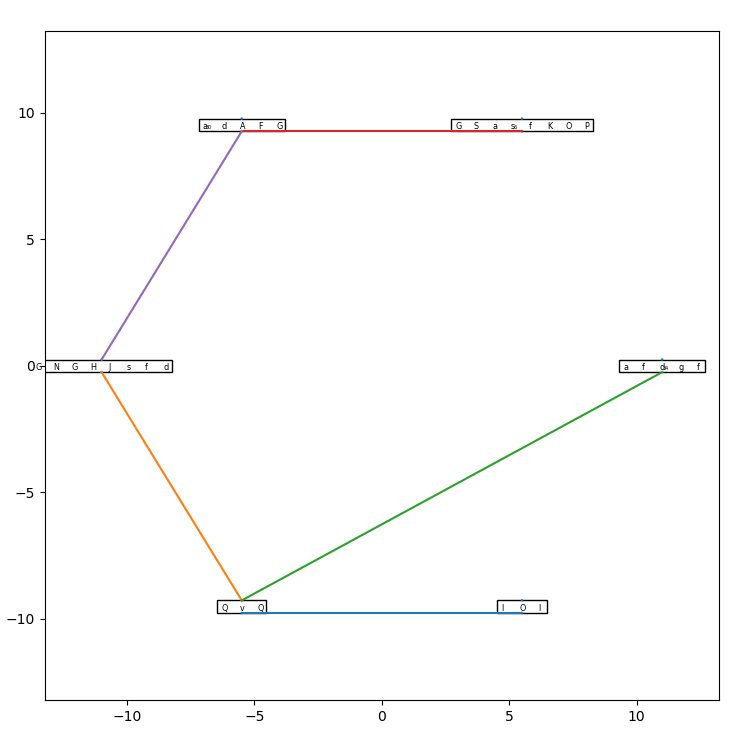 10
a d A F G
G S a s f K O P
5
0
G N G H J s f d
a f d g f
−5
Q v Q
I O I
−10
−10 −5 0 5 10